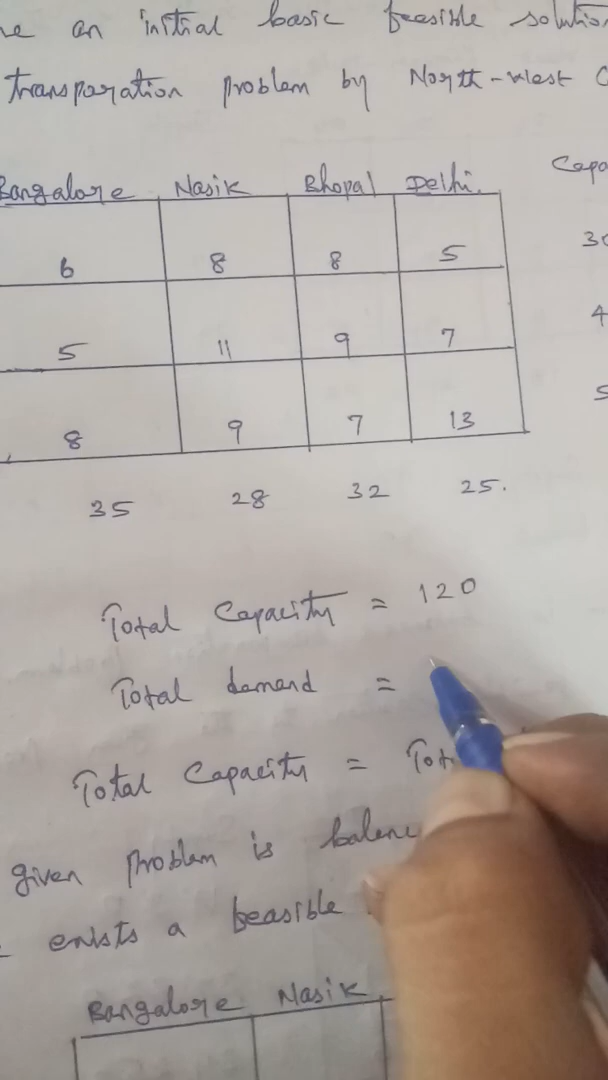 an initial basic feasible solution
transporation problem by North-west
Bangalore Nasik Bhopal Delhi.
6 8 8 5
5 11 9 7
8 9 7 13
35 28 32 25.
Total Capacity = 120
Total demand =
Total Capacity =
given problem is
exists a feasible
Bangalore Nasik